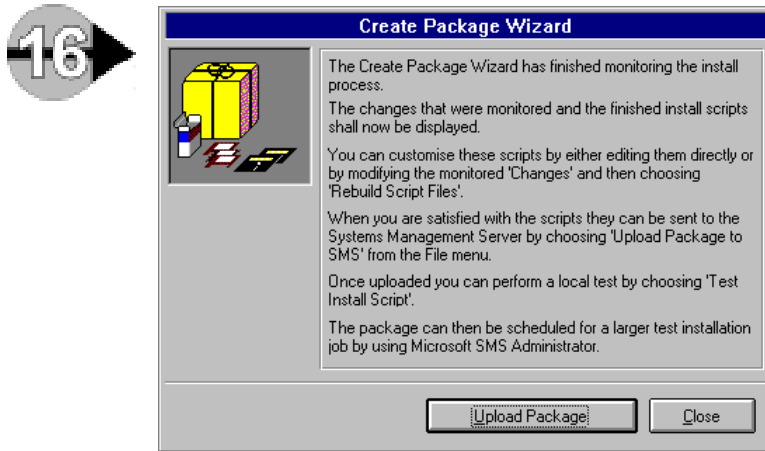 16
Create Package Wizard
The Create Package Wizard has finished monitoring the install
process.
The changes that were monitored and the finished install scripts
shall now be displayed.
You can customise these scripts by either editing them directly or
by modifying the monitored 'Changes' and then choosing
'Rebuild Script Files'.
When you are satisfied with the scripts they can be sent to the
Systems Management Server by choosing 'Upload Package to
SMS' from the File menu.
Once uploaded you can perform a local test by choosing 'Test
Install Script'.
The package can then be scheduled for a larger test installation
job by using Microsoft SMS Administrator.
Upload Package Close